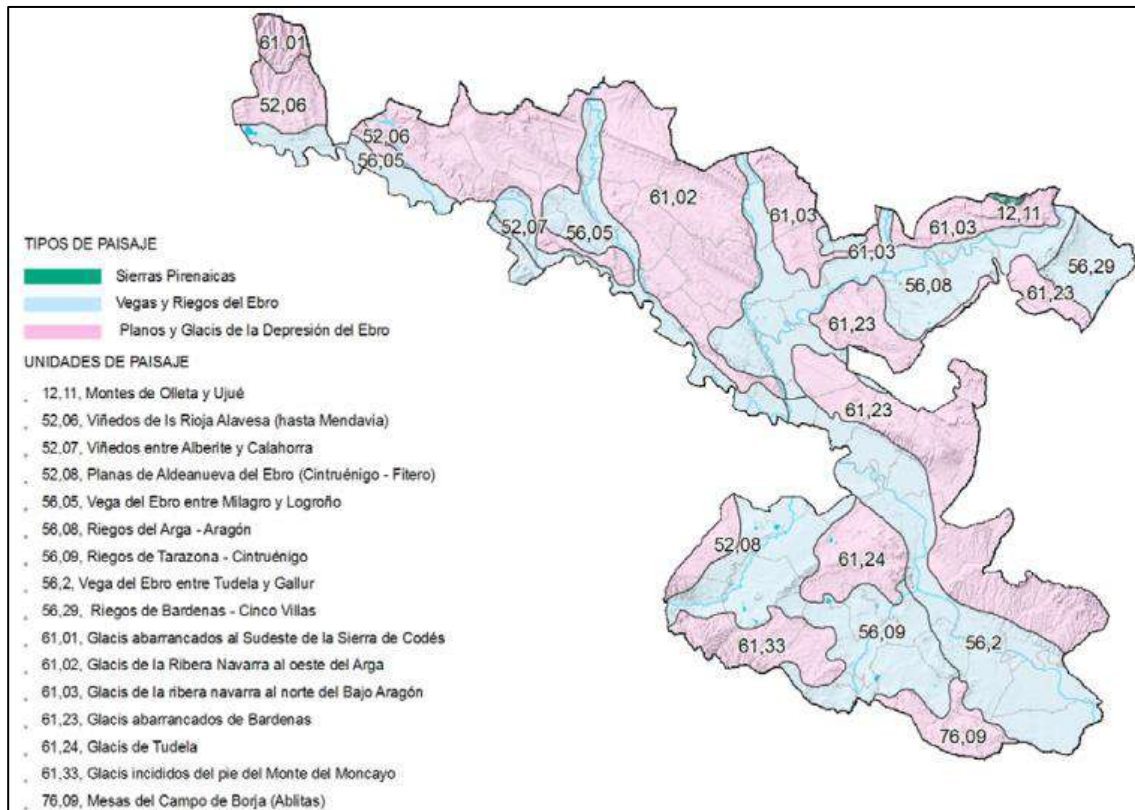 61,01
52,06
52,06
56,05
52,07
56,05
61,02
61,03
61,03
61,03
12,11
56,29
56,08
61,23
61,23
61,23
52,08
61,24
56,09
56,2
61,33
76,09
TIPOS DE PAISAJE
Sierras Pirenaicas
Vegas y Riegos del Ebro
Planos y Glacis de la Depresión del Ebro
UNIDADES DE PAISAJE
12,11, Montes de Olleta y Ujué
52,06, Viñedos de ls Rioja Alavesa (hasta Mendavia)
52,07, Viñedos entre Alberite y Calahorra
52,08, Planas de Aldeanueva del Ebro (Cintruénigo - Fitero)
56,05, Vega del Ebro entre Milagro y Logroño
56,08, Riegos del Arga - Aragón
56,09, Riegos de Tarazona - Cintruénigo
56,2, Vega del Ebro entre Tudela y Gallur
56,29, Riegos de Bardenas - Cinco Villas
61,01, Glacis abarrancados al Sudeste de la Sierra de Codés
61,02, Glacis de la Ribera Navarra al oeste del Arga
61,03, Glacis de la ribera navarra al norte del Bajo Aragón
61,23, Glacis abarrancados de Bardenas
61,24, Glacis de Tudela
61,33, Glacis incididos del pie del Monte del Moncayo
76,09, Mesas del Campo de Borja (Ablitas)